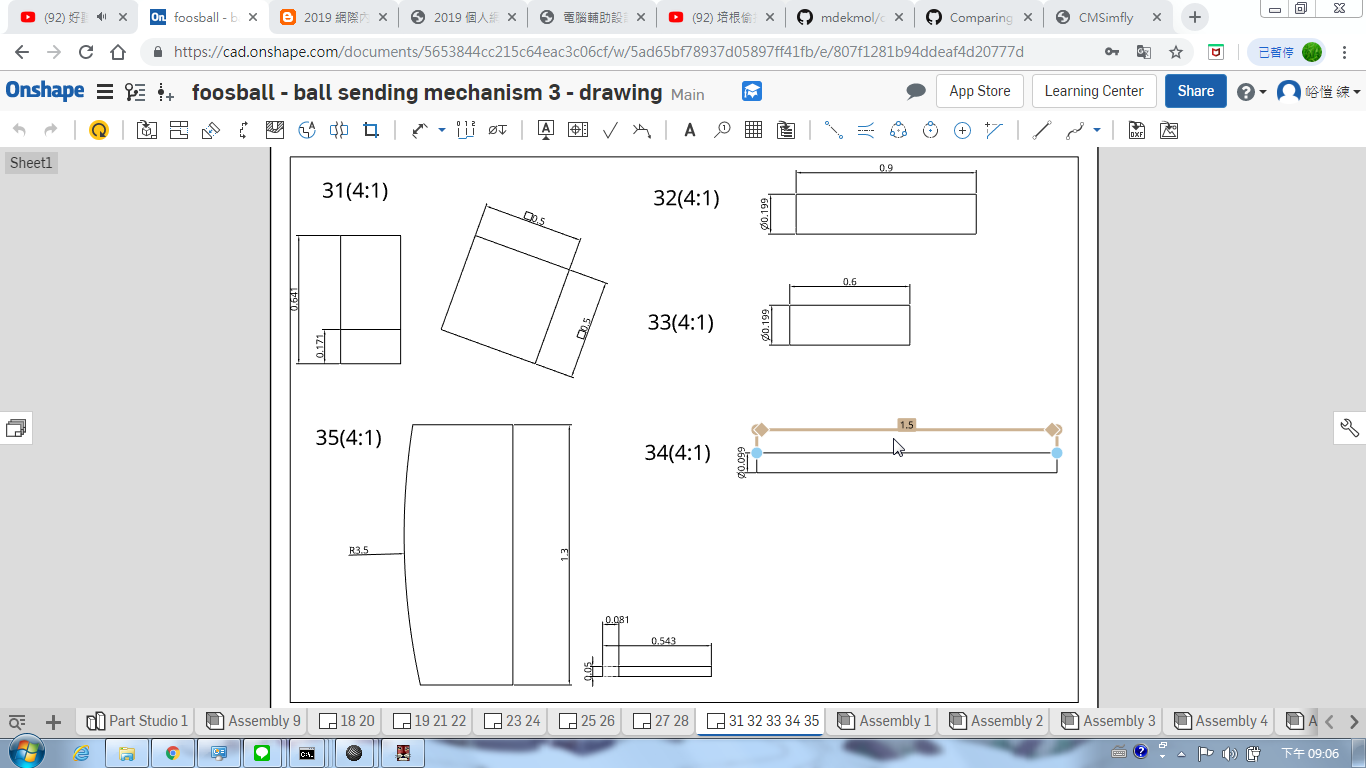 (92) 好
foosball - b
2019 網際內
2019 個人網
電腦輔助設
(92) 培根偷
mdekmol/c
Comparing
CMSimfly
https://cad.onshape.com/documents/5653844cc215c64eac3c06cf/w/5ad65bf78937d05897ff41fb/e/807f1281b94ddeaf4d20777d
已暫停
Onshape
foosball - ball sending mechanism 3 - drawing Main
App Store
Learning Center
Share
峪愷 練
Sheet1
31(4:1)
0.641
0.171
□0.5
□0.5
32(4:1)
0.9
Ø0.199
33(4:1)
0.6
Ø0.199
35(4:1)
R3.5
1.3
0.081
0.543
0.05
34(4:1)
1.5
Ø0.099
Part Studio 1
Assembly 9
18 20
19 21 22
23 24
25 26
27 28
31 32 33 34 35
Assembly 1
Assembly 2
Assembly 3
Assembly 4
A
下午 09:06